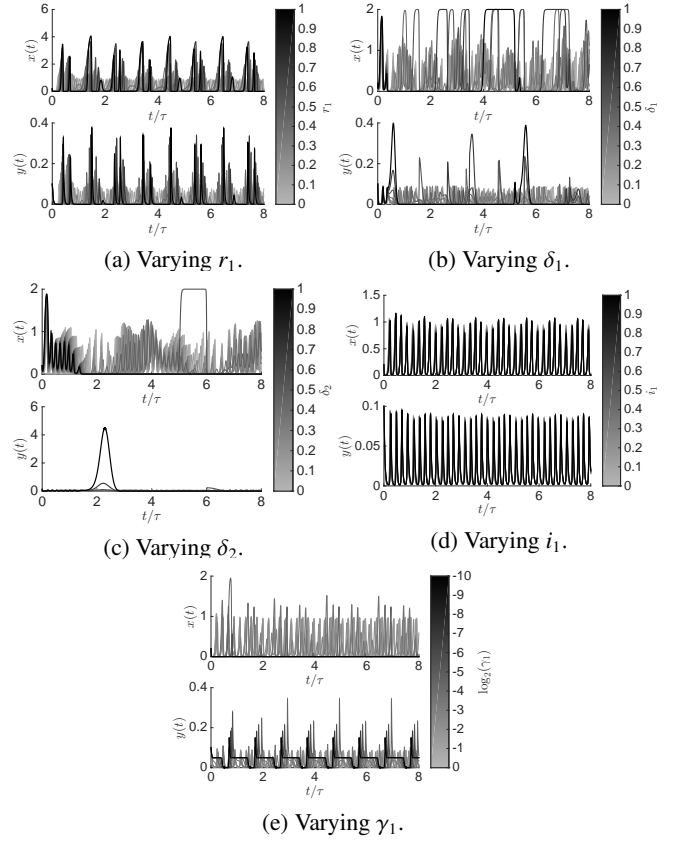 6
4
2
0
x(t)
0 2 4 6 8
t/τ
0.4
0.2
0
y(t)
0 2 4 6 8
t/τ
1
0.9
0.8
0.7
0.6
0.5
0.4
0.3
0.2
0.1
0
r₁
(a) Varying r₁.
2
1
0
x(t)
0 2 4 6 8
t/τ
0.4
0.2
0
y(t)
0 2 4 6 8
t/τ
1
0.9
0.8
0.7
0.6
0.5
0.4
0.3
0.2
0.1
0
δ₁
(b) Varying δ₁.
2
1
0
x(t)
0 2 4 6 8
t/τ
6
4
2
0
y(t)
0 2 4 6 8
t/τ
1
0.9
0.8
0.7
0.6
0.5
0.4
0.3
0.2
0.1
0
δ₂
(c) Varying δ₂.
1.5
1
0.5
0
x(t)
0 2 4 6 8
t/τ
0.1
0.05
0
y(t)
0 2 4 6 8
t/τ
1
0.9
0.8
0.7
0.6
0.5
0.4
0.3
0.2
0.1
0
i₁
(d) Varying i₁.
2
1
0
x(t)
0 2 4 6 8
t/τ
0.4
0.2
0
y(t)
0 2 4 6 8
t/τ
-10
-9
-8
-7
-6
-5
-4
-3
-2
-1
0
log₂(γ₁)
(e) Varying γ₁.